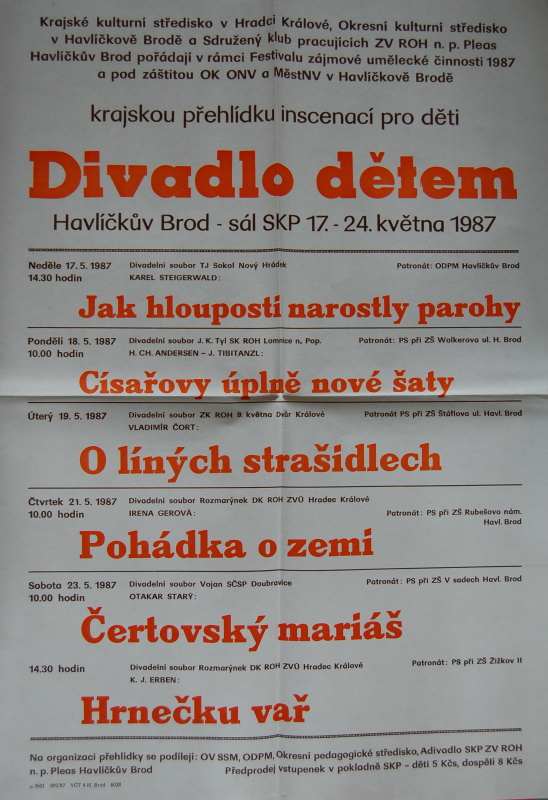 Krajské kulturní středisko v Hradci Králové, Okresní kulturní středisko
v Havlíčkově Brodě a Sdružený klub pracujících ZV ROH n. p. Pleas
Havlíčkův Brod pořádají v rámci Festivalu zájmové umělecké činnosti 1987
a pod záštitou OK ONV a MěstNV v Havlíčkově Brodě
krajskou přehlídku inscenací pro děti
Divadlo dětem
Havlíčkův Brod - sál SKP 17. - 24. května 1987
Neděle 17. 5. 1987 Divadelní soubor TJ Sokol Nový Hrádek Patronát: ODPM Havlíčkův Brod
14.30 hodin KAREL STEIGERWALD:
Jak hlouposti narostly parohy
Pondělí 18. 5. 1987 Divadelní soubor J. K. Tyl SK ROH Lomnice n. Pop. Patronát: PS při ZŠ Wolkerova ul. H. Brod
10.00 hodin H. CH. ANDERSEN – J. TIBITANZL:
Císařovy úplně nové šaty
Úterý 19. 5. 1987 Divadelní soubor ZK ROH 9. května Dvůr Králové Patronát PS při ZŠ Štáflova ul. Havl. Brod
VLADIMÍR ČORT:
O líných strašidlech
Čtvrtek 21. 5. 1987 Divadelní soubor Rozmarýnek DK ROH ZVÚ Hradec Králové
10.00 hodin IRENA GEROVÁ: Patronát: PS při ZŠ Rubešovo nám.
Havl. Brod
Pohádka o zemi
Sobota 23. 5. 1987 Divadelní soubor Vojan SČSP Doubravice Patronát: PS při ZŠ V sadech Havl. Brod
10.00 hodin OTAKAR STARÝ:
Čertovský mariáš
14.30 hodin Divadelní soubor Rozmarýnek DK ROH ZVÚ Hradec Králové Patronát: PS při ZŠ Žižkov II
K. J. ERBEN:
Hrnečku vař
Na organizaci přehlídky se podílejí: OV SSM, ODPM, Okresní pedagogické středisko, Adivadlo SKP ZV ROH
n. p. Pleas Havlíčkův Brod Předprodej vstupenek v pokladně SKP – děti 5 Kčs, dospělí 8 Kčs
VČT 4 H. Brod